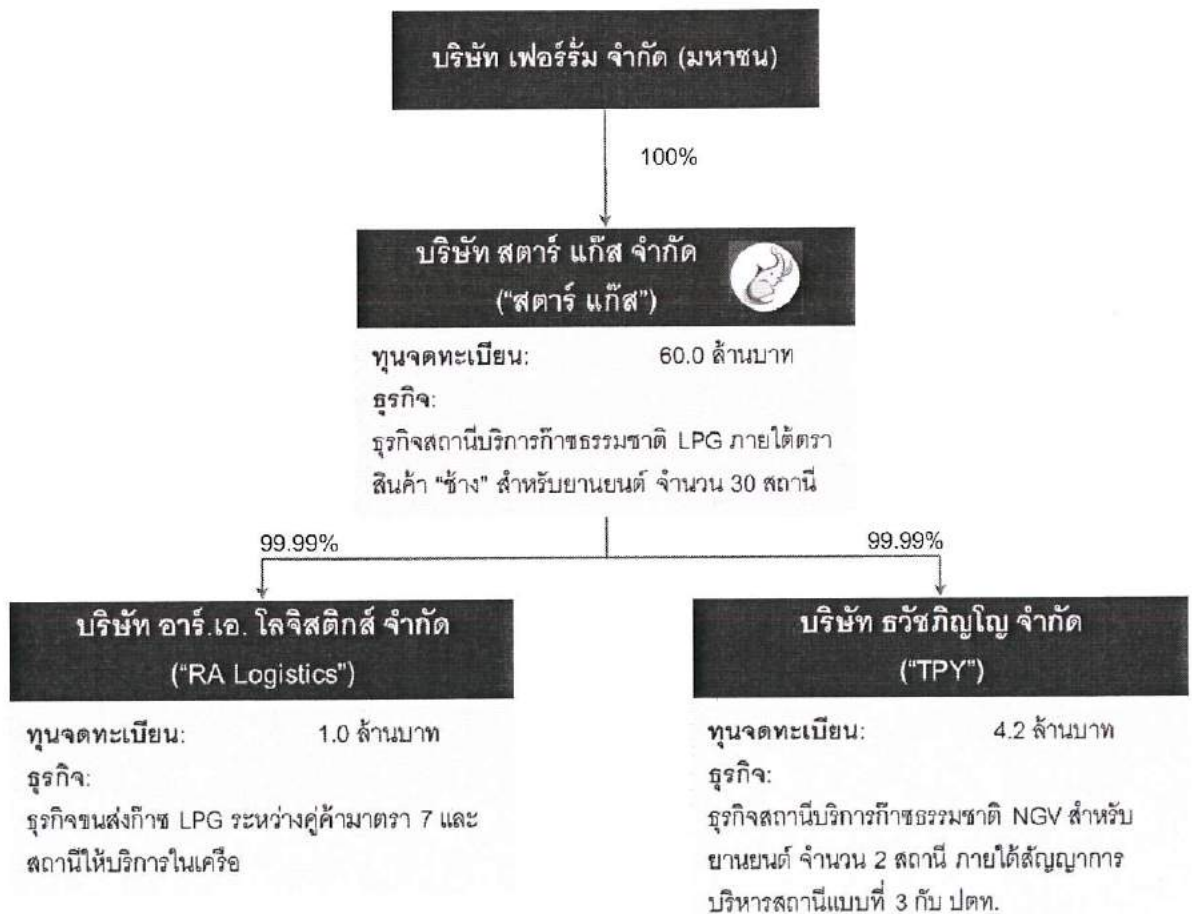 บริษัท เฟอร์รั่ม จำกัด (มหาชน)
100%
บริษัท สตาร์ แก๊ส จำกัด
("สตาร์ แก๊ส")
ทุนจดทะเบียน: 60.0 ล้านบาท
ธุรกิจ:
ธุรกิจสถานีบริการก๊าซธรรมชาติ LPG ภายใต้ตรา
สินค้า "ช้าง" สำหรับยานยนต์ จำนวน 30 สถานี
99.99% 99.99%
บริษัท อาร์.เอ. โลจิสติกส์ จำกัด
("RA Logistics")
ทุนจดทะเบียน: 1.0 ล้านบาท
ธุรกิจ:
ธุรกิจขนส่งก๊าซ LPG ระหว่างคู่ค้ามาตรา 7 และ
สถานีให้บริการในเครือ
บริษัท ธวัชภิญโญ จำกัด
("TPY")
ทุนจดทะเบียน: 4.2 ล้านบาท
ธุรกิจ:
ธุรกิจสถานีบริการก๊าซธรรมชาติ NGV สำหรับ
ยานยนต์ จำนวน 2 สถานี ภายใต้สัญญาการ
บริหารสถานีแบบที่ 3 กับ ปตท.